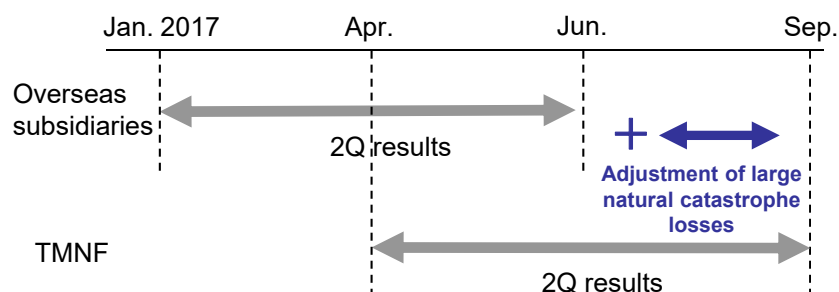 Jan. 2017 Apr. Jun. Sep.
Overseas
subsidiaries
2Q results
+
Adjustment of large
natural catastrophe
losses
TMNF
2Q results